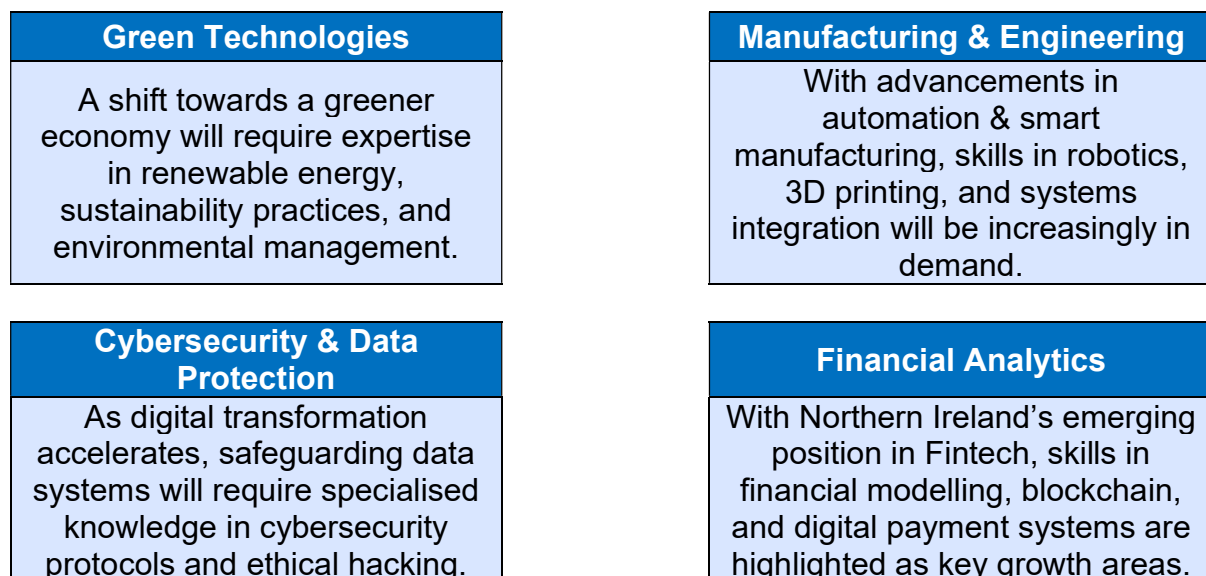 Green Technologies
A shift towards a greener
economy will require expertise
in renewable energy,
sustainability practices, and
environmental management.
Manufacturing & Engineering
With advancements in
automation & smart
manufacturing, skills in robotics,
3D printing, and systems
integration will be increasingly in
demand.
Cybersecurity & Data
Protection
As digital transformation
accelerates, safeguarding data
systems will require specialised
knowledge in cybersecurity
protocols and ethical hacking.
Financial Analytics
With Northern Ireland’s emerging
position in Fintech, skills in
financial modelling, blockchain,
and digital payment systems are
highlighted as key growth areas.